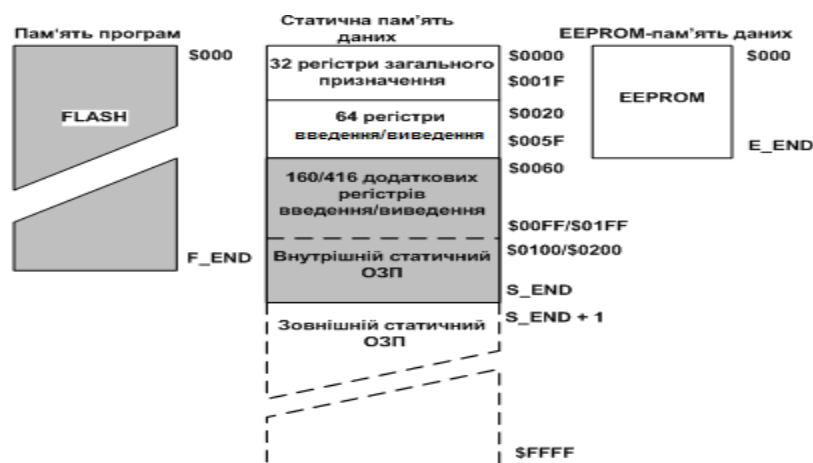 Пам'ять програм
$000
FLASH
F_END
Статична пам'ять
даних
32 регістри загального
призначення
$0000
$001F
64 регістри
введення/виведення
$0020
$005F
160/416 додаткових
регістрів
введення/виведення
$0060
$00FF/$01FF
Внутрішній статичний
ОЗП
$0100/$0200
S_END
Зовнішній статичний
ОЗП
S_END + 1
$FFFF
EEPROM-пам'ять даних
$000
EEPROM
E_END